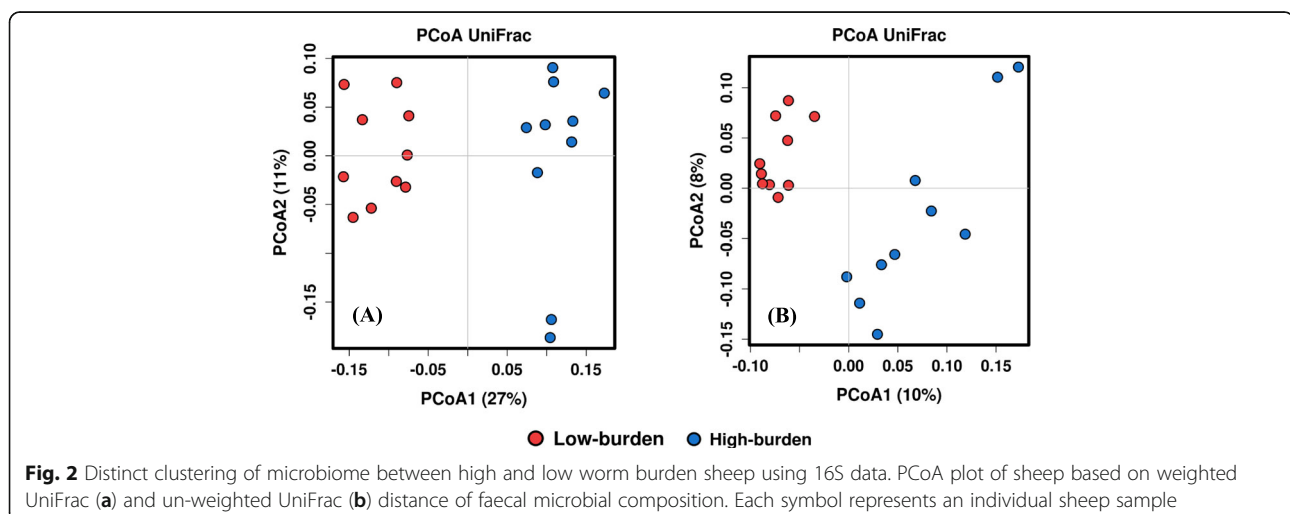 PCoA UniFrac
PCoA2 (11%)
0.10
0.05
0.00
-0.05
-0.15
(A)
-0.15
-0.05
0.05
0.15
PCoA1 (27%)
PCoA UniFrac
PCoA2 (8%)
0.10
0.05
0.00
-0.05
-0.10
-0.15
(B)
-0.10
0.00
0.05
0.10
0.15
PCoA1 (10%)
Low-burden High-burden
Fig. 2 Distinct clustering of microbiome between high and low worm burden sheep using 16S data. PCoA plot of sheep based on weighted
UniFrac (a) and un-weighted UniFrac (b) distance of faecal microbial composition. Each symbol represents an individual sheep sample